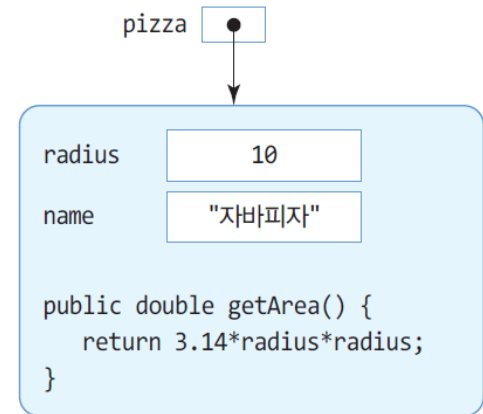 pizza
radius 10
name "자바피자"
public double getArea() {
return 3.14*radius*radius;
}